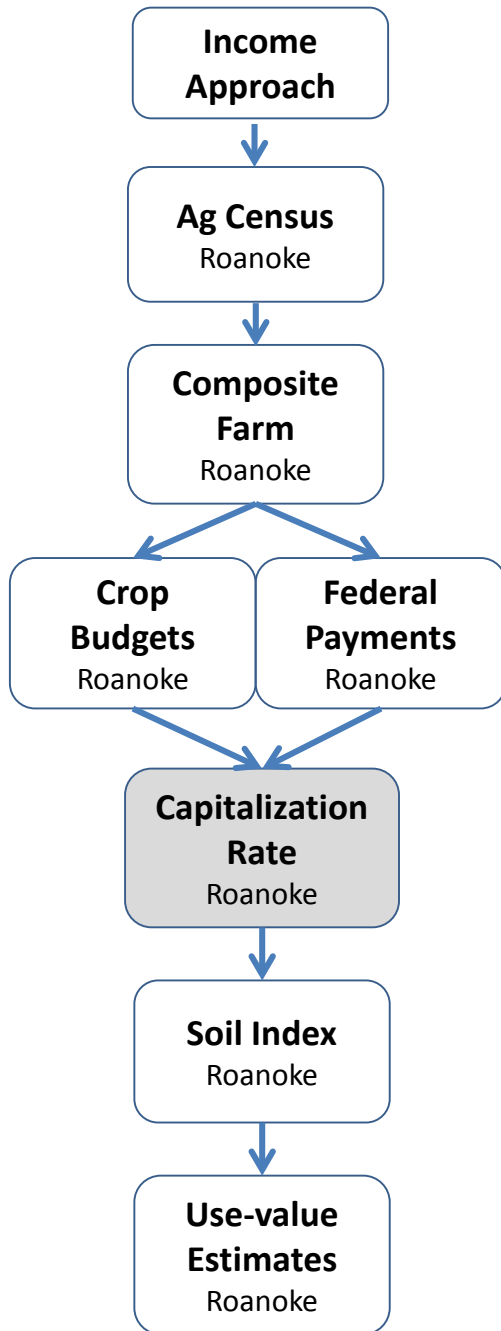 Income
Approach
Ag Census
Roanoke
Composite
Farm
Roanoke
Crop
Budgets
Roanoke
Federal
Payments
Roanoke
Capitalization
Rate
Roanoke
Soil Index
Roanoke
Use-value
Estimates
Roanoke